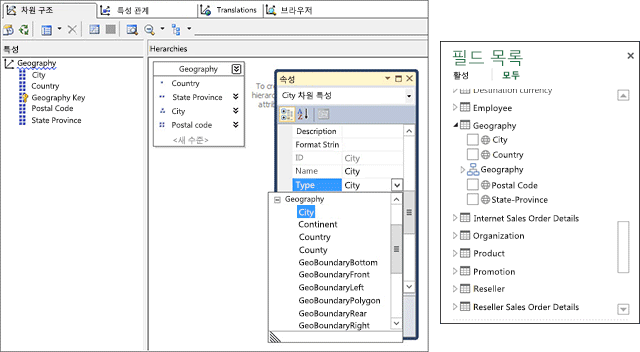 차원 구조
특성 관계
Translations
브라우저
특성
Geography
City
Country
Geography Key
Postal Code
State Province
Hierarchies
Geography
Country
State Province
City
Postal code
<새 수준>
To cre
hierarc
attrib
속성
City 차원 특성
Description
Format Strin
ID City
Name City
Type City
Geography
City
Continent
Country
County
GeoBoundaryBottom
GeoBoundaryFront
GeoBoundaryLeft
GeoBoundaryPolygon
GeoBoundaryRear
GeoBoundaryRight
필드 목록
활성 모두
Destination currency
Employee
Geography
City
Country
Geography
Postal Code
State-Province
Internet Sales Order Details
Organization
Product
Promotion
Reseller
Reseller Sales Order Details